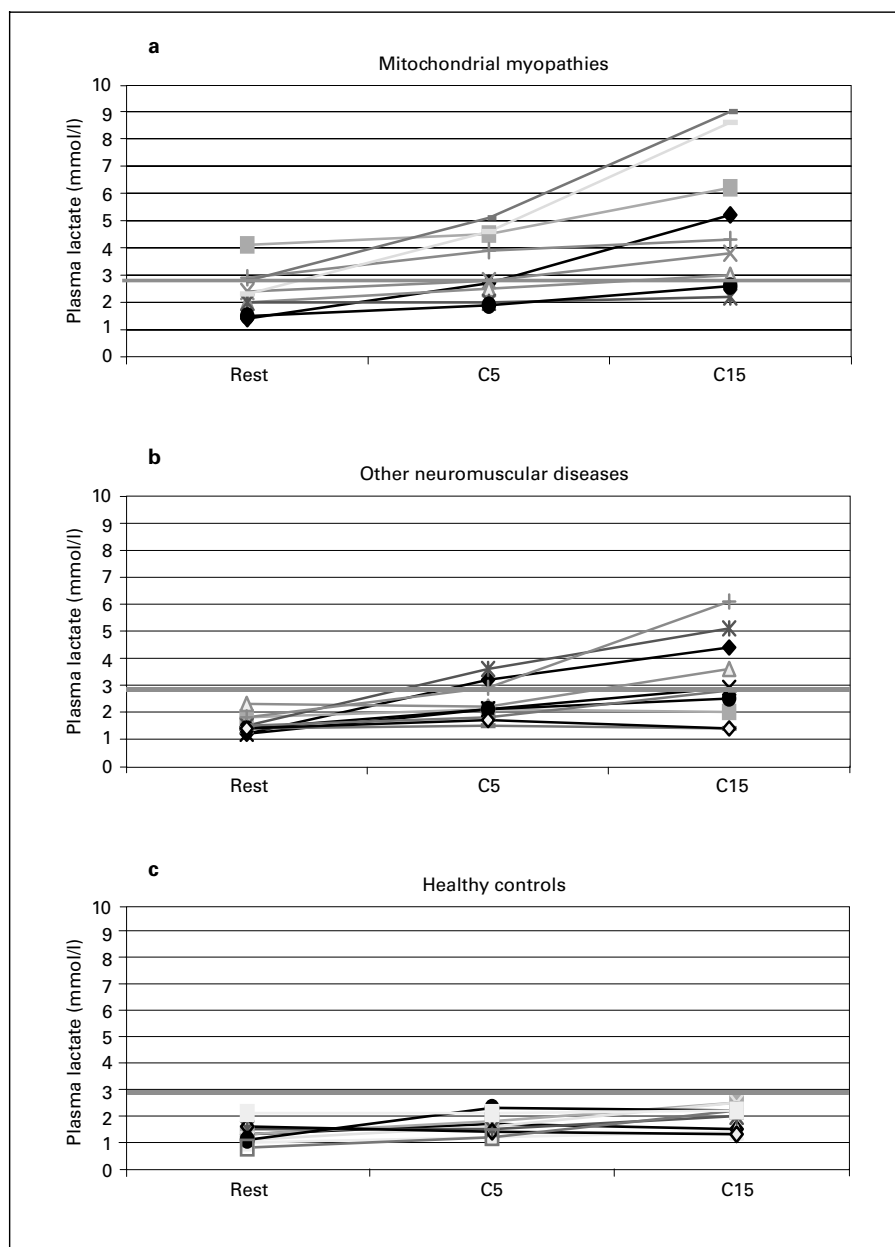 a
Mitochondrial myopathies
10
9
8
7
6
5
4
3
2
1
0
Plasma lactate (mmol/l)
Rest C5 C15
b
Other neuromuscular diseases
10
9
8
7
6
5
4
3
2
1
0
Plasma lactate (mmol/l)
Rest C5 C15
c
Healthy controls
10
9
8
7
6
5
4
3
2
1
0
Plasma lactate (mmol/l)
Rest C5 C15